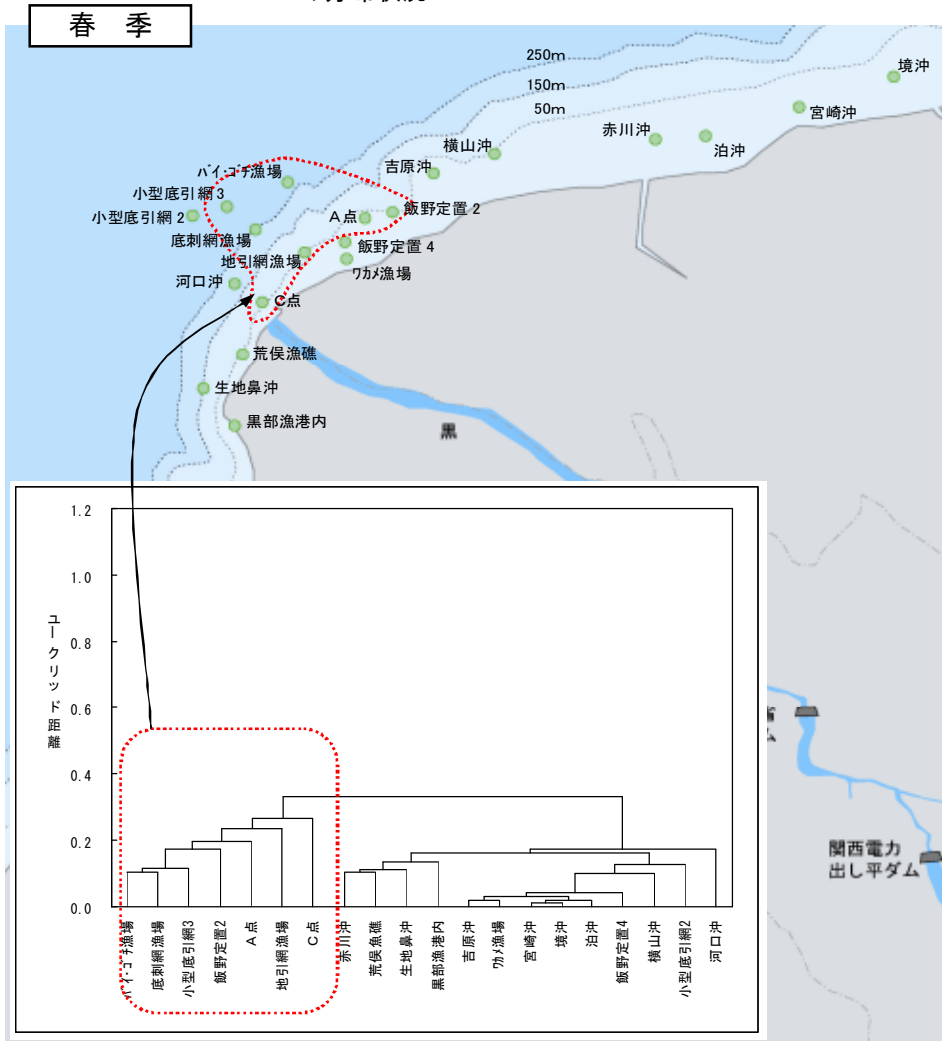 春 季
250m
150m
50m
境沖
宮崎沖
赤川沖
泊沖
横山沖
吉原沖
ﾊﾞｲ･ｺﾞﾁ漁場
小型底引網3
小型底引網2
A点
飯野定置2
底刺網漁場
飯野定置4
地引網漁場
ﾜｶﾒ漁場
河口沖
C点
荒俣漁礁
生地鼻沖
黒部漁港内
黒
1.2
1.0
0.8
0.6
0.4
0.2
0.0
ユークリッド距離
ﾊﾞｲ･ｺﾞﾁ漁場
底刺網漁場
小型底引網3
飯野定置2
A点
地引網漁場
C点
赤川沖
荒俣魚礁
生地鼻沖
黒部漁港内
吉原沖
ﾜｶﾒ漁場
宮崎沖
境沖
泊沖
飯野定置4
横山沖
小型底引網2
河口沖
ム
関西電力
出し平ダム